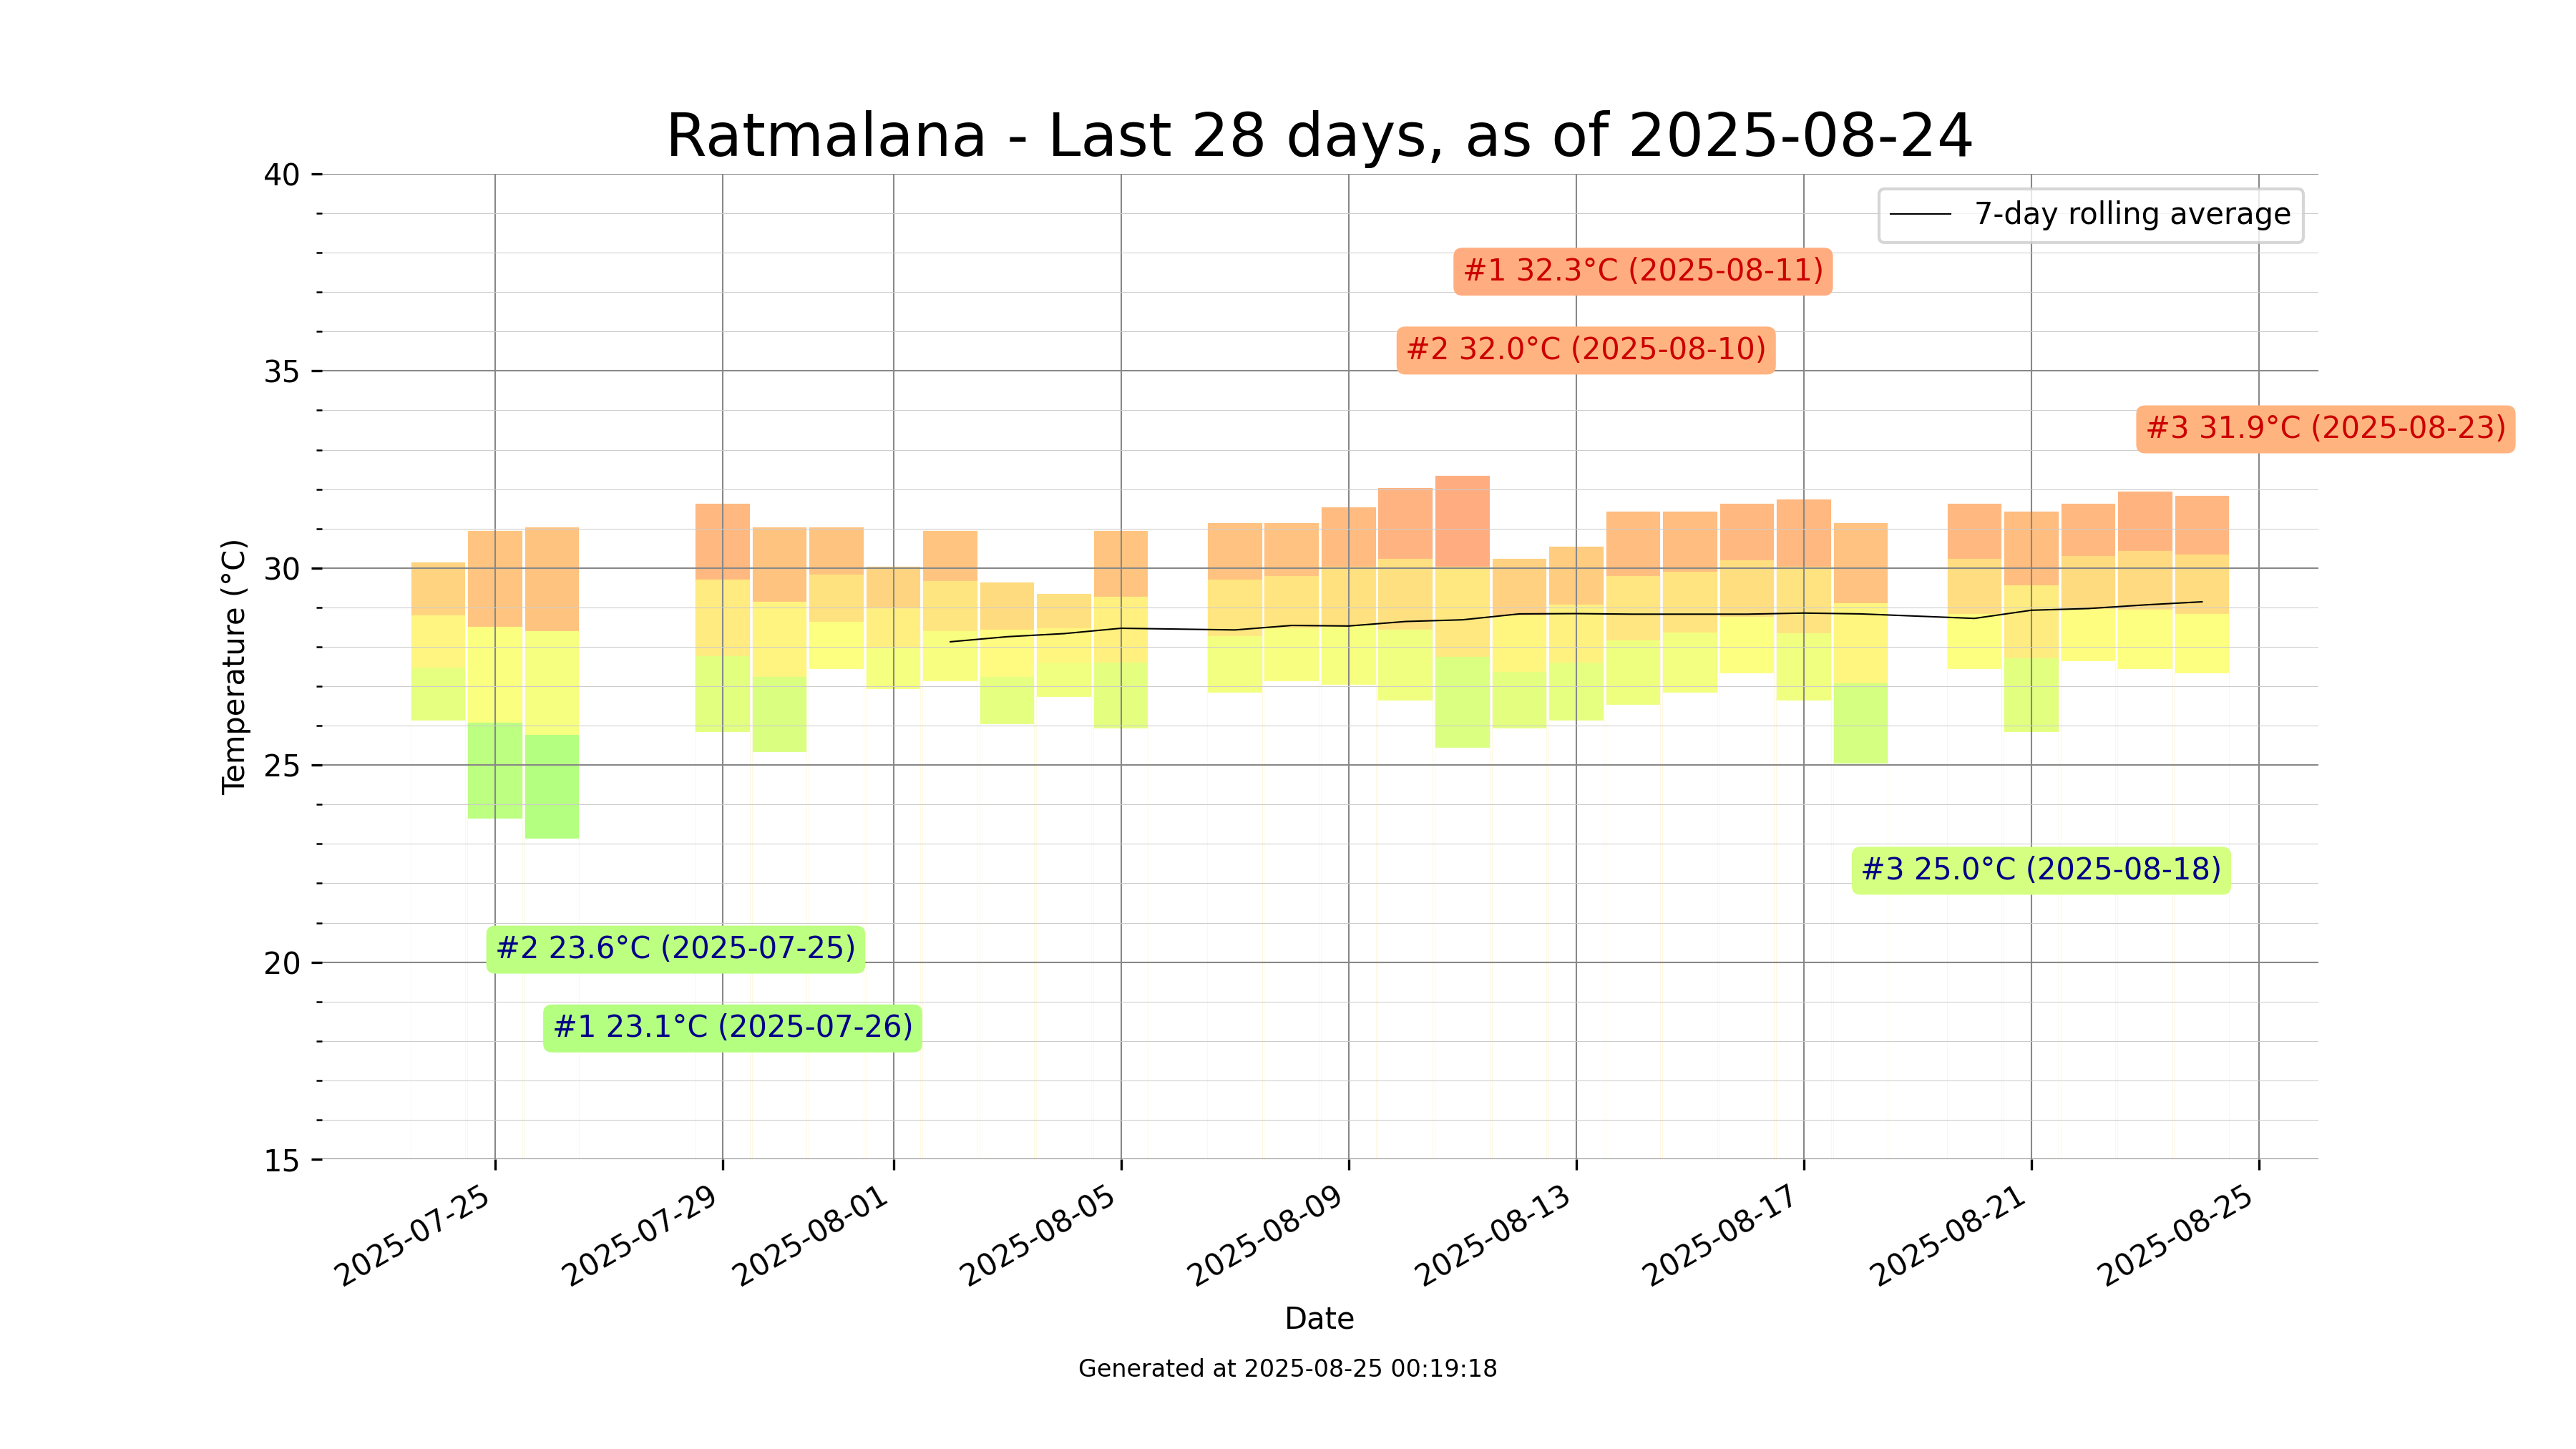 Ratmalana - Last 28 days, as of 2025-08-24
7-day rolling average
#1 32.3°C (2025-08-11)
#2 32.0°C (2025-08-10)
#3 31.9°C (2025-08-23)
#3 25.0°C (2025-08-18)
#2 23.6°C (2025-07-25)
#1 23.1°C (2025-07-26)
Temperature (°C)
40
35
30
25
20
15
2025-07-25
2025-07-29
2025-08-01
2025-08-05
2025-08-09
2025-08-13
2025-08-17
2025-08-21
2025-08-25
Date
Generated at 2025-08-25 00:19:18